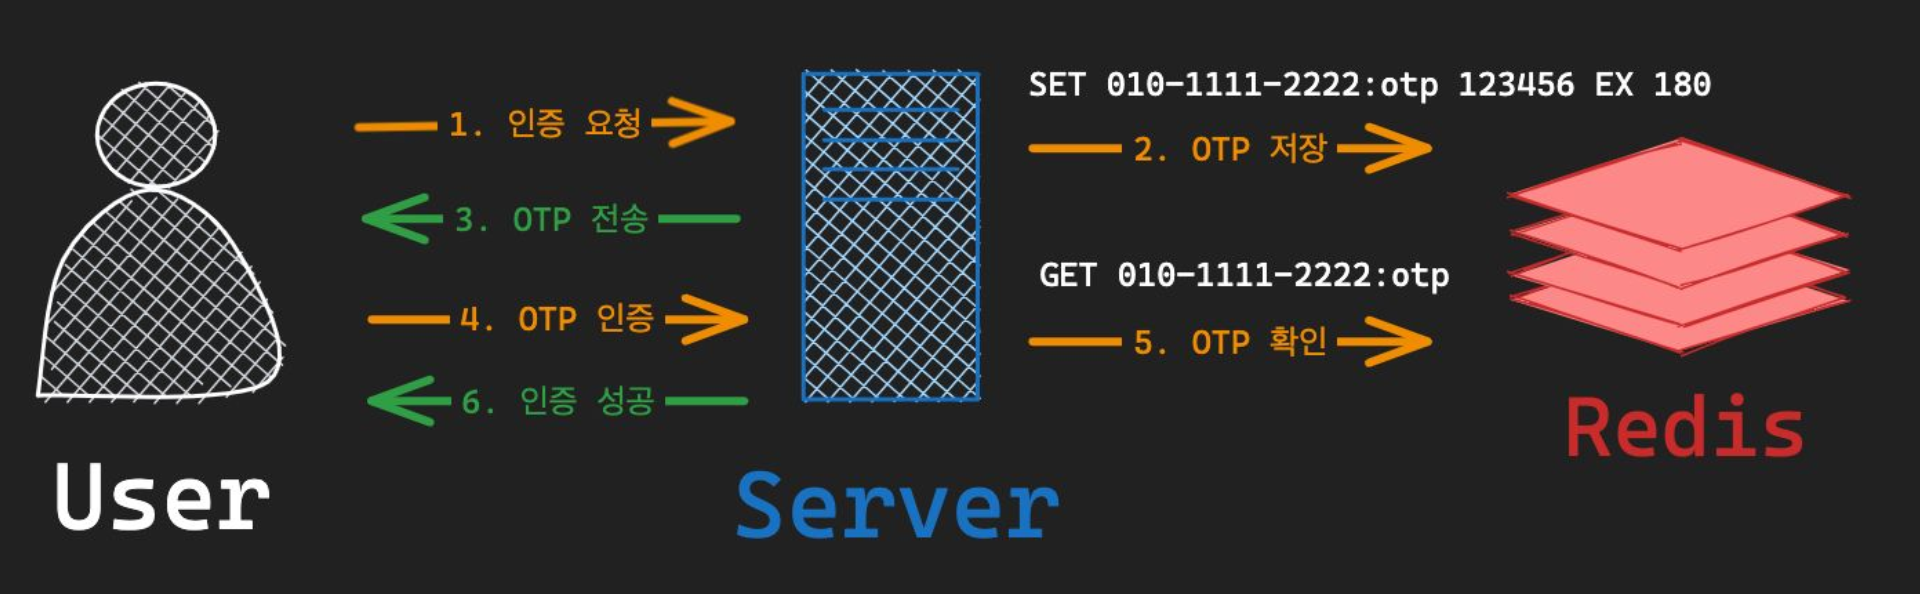 SET 010-1111-2222:otp 123456 EX 180
1. 인증 요청
2. OTP 저장
3. OTP 전송
GET 010-1111-2222:otp
4. OTP 인증
5. OTP 확인
6. 인증 성공
Redis
User
Server